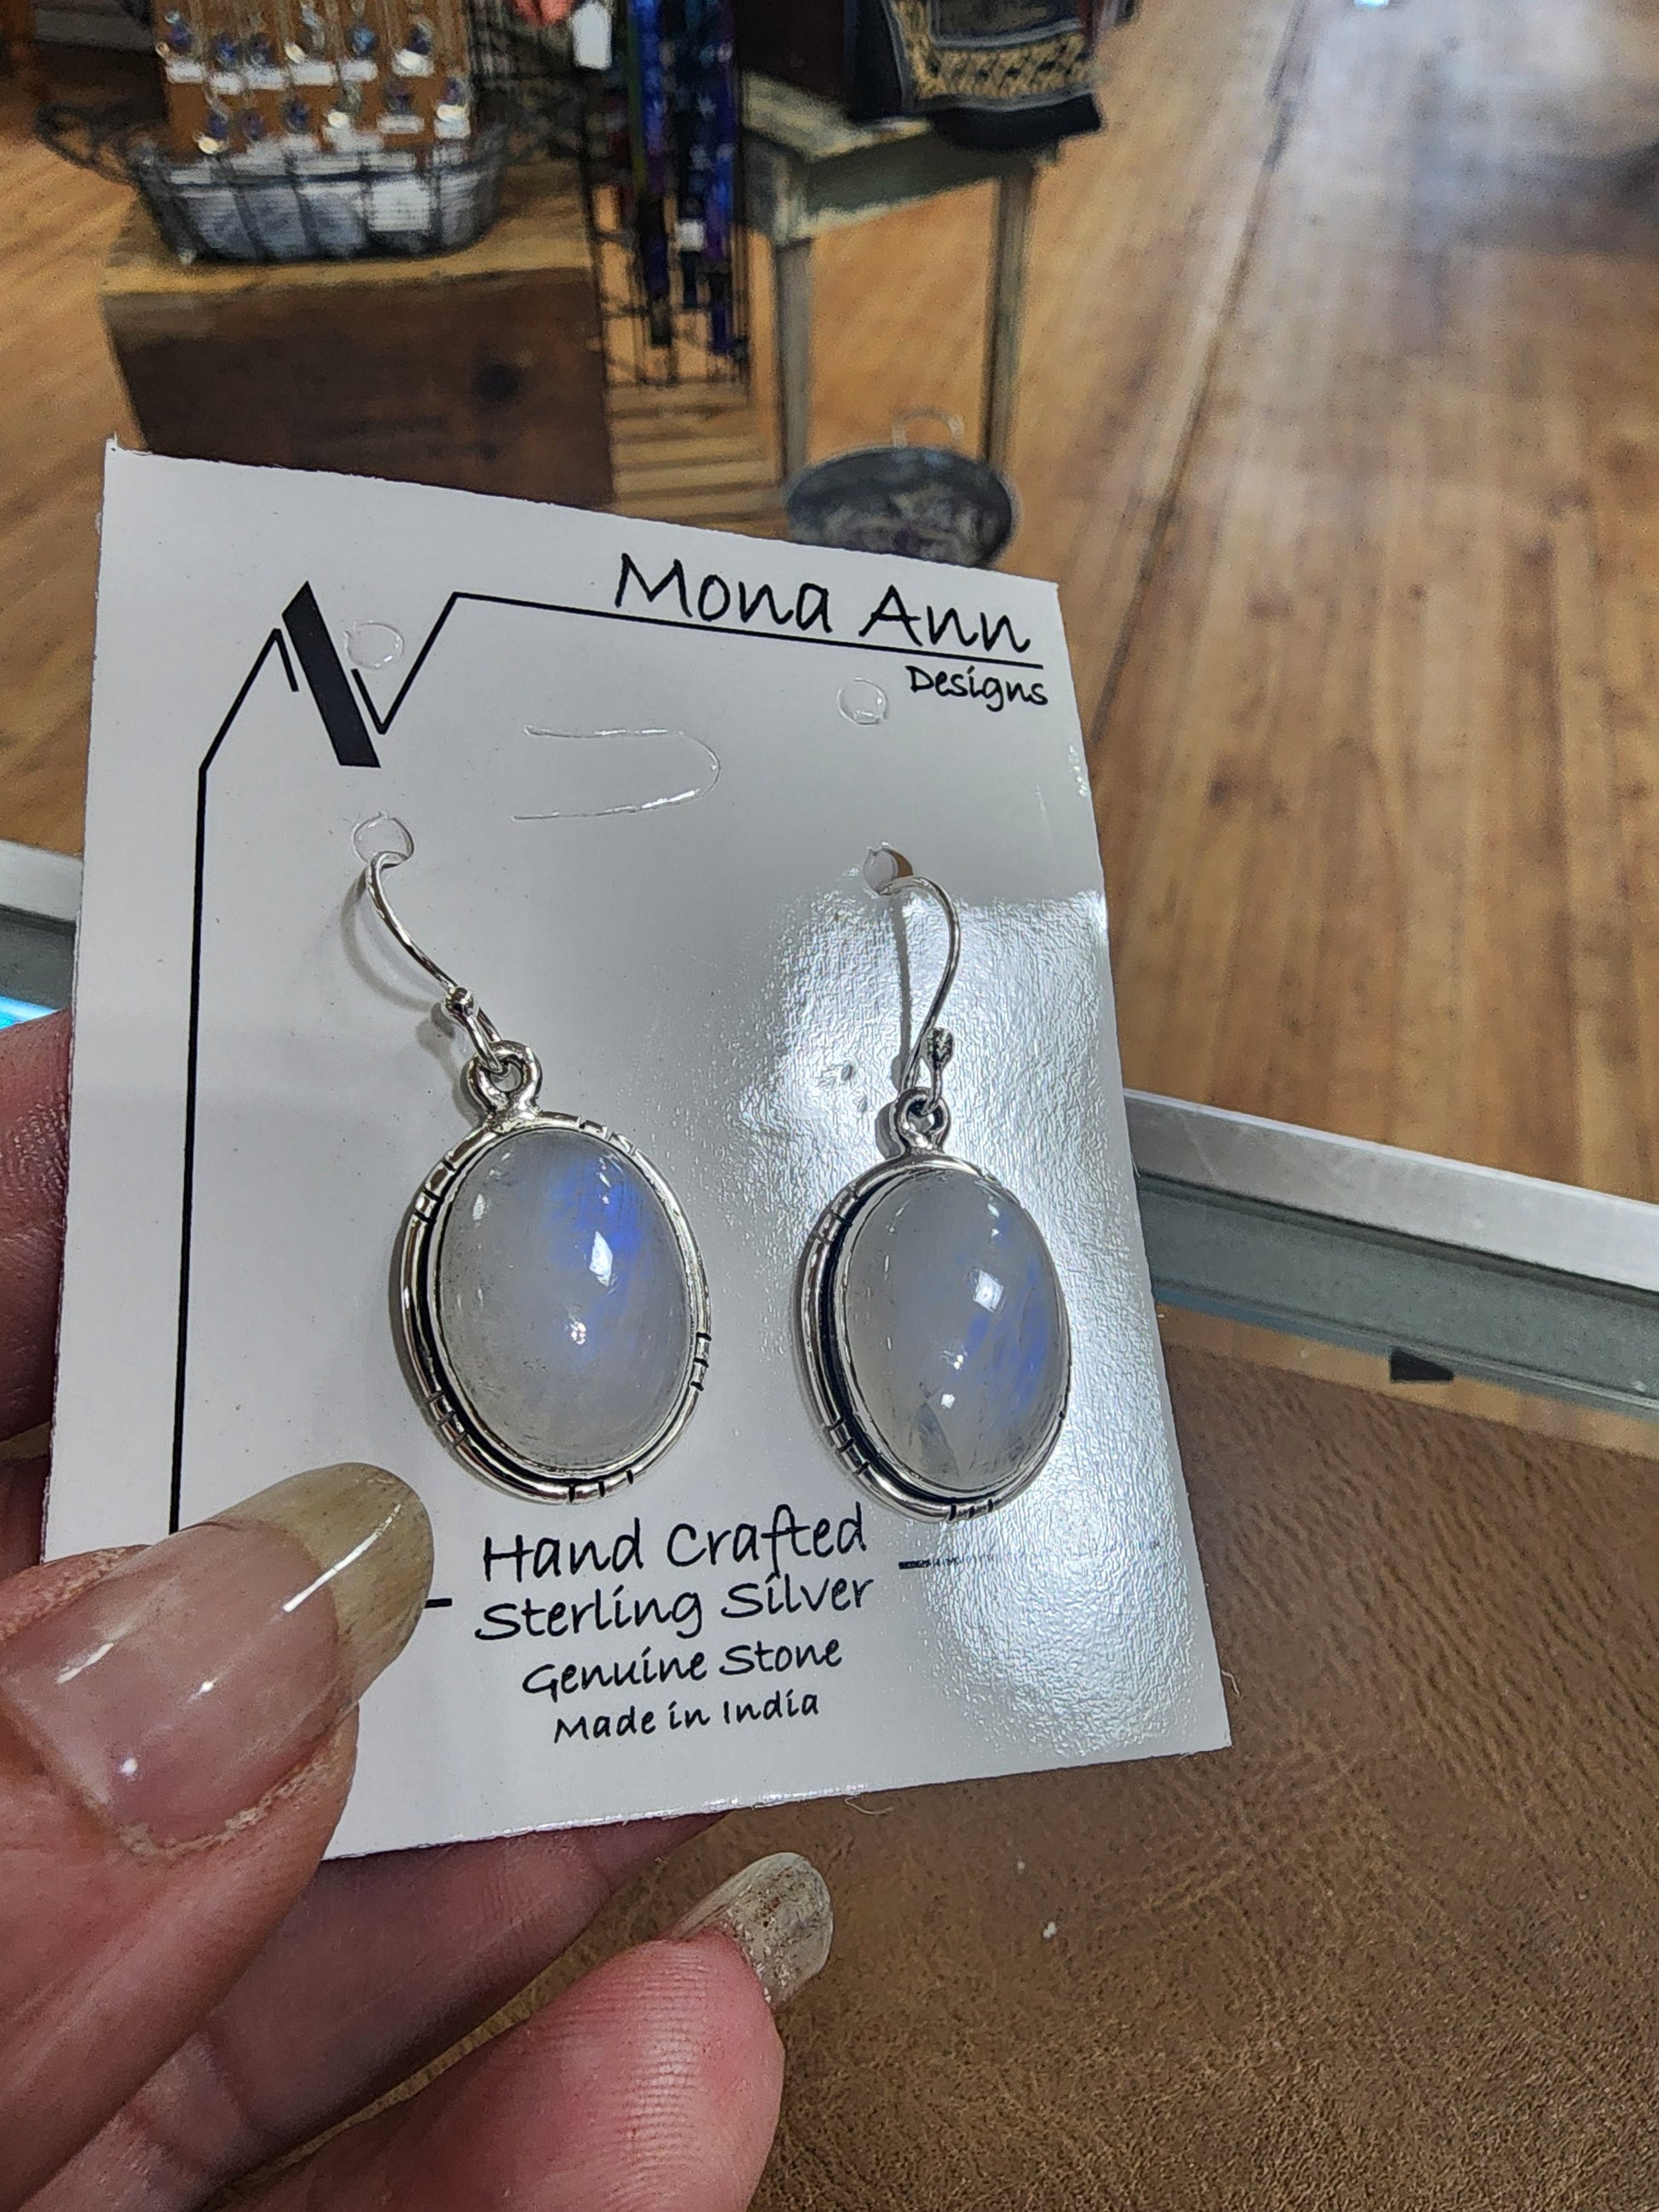 Mona Ann
Designs
Hand Crafted
Sterling Silver
Genuine Stone
Made in India